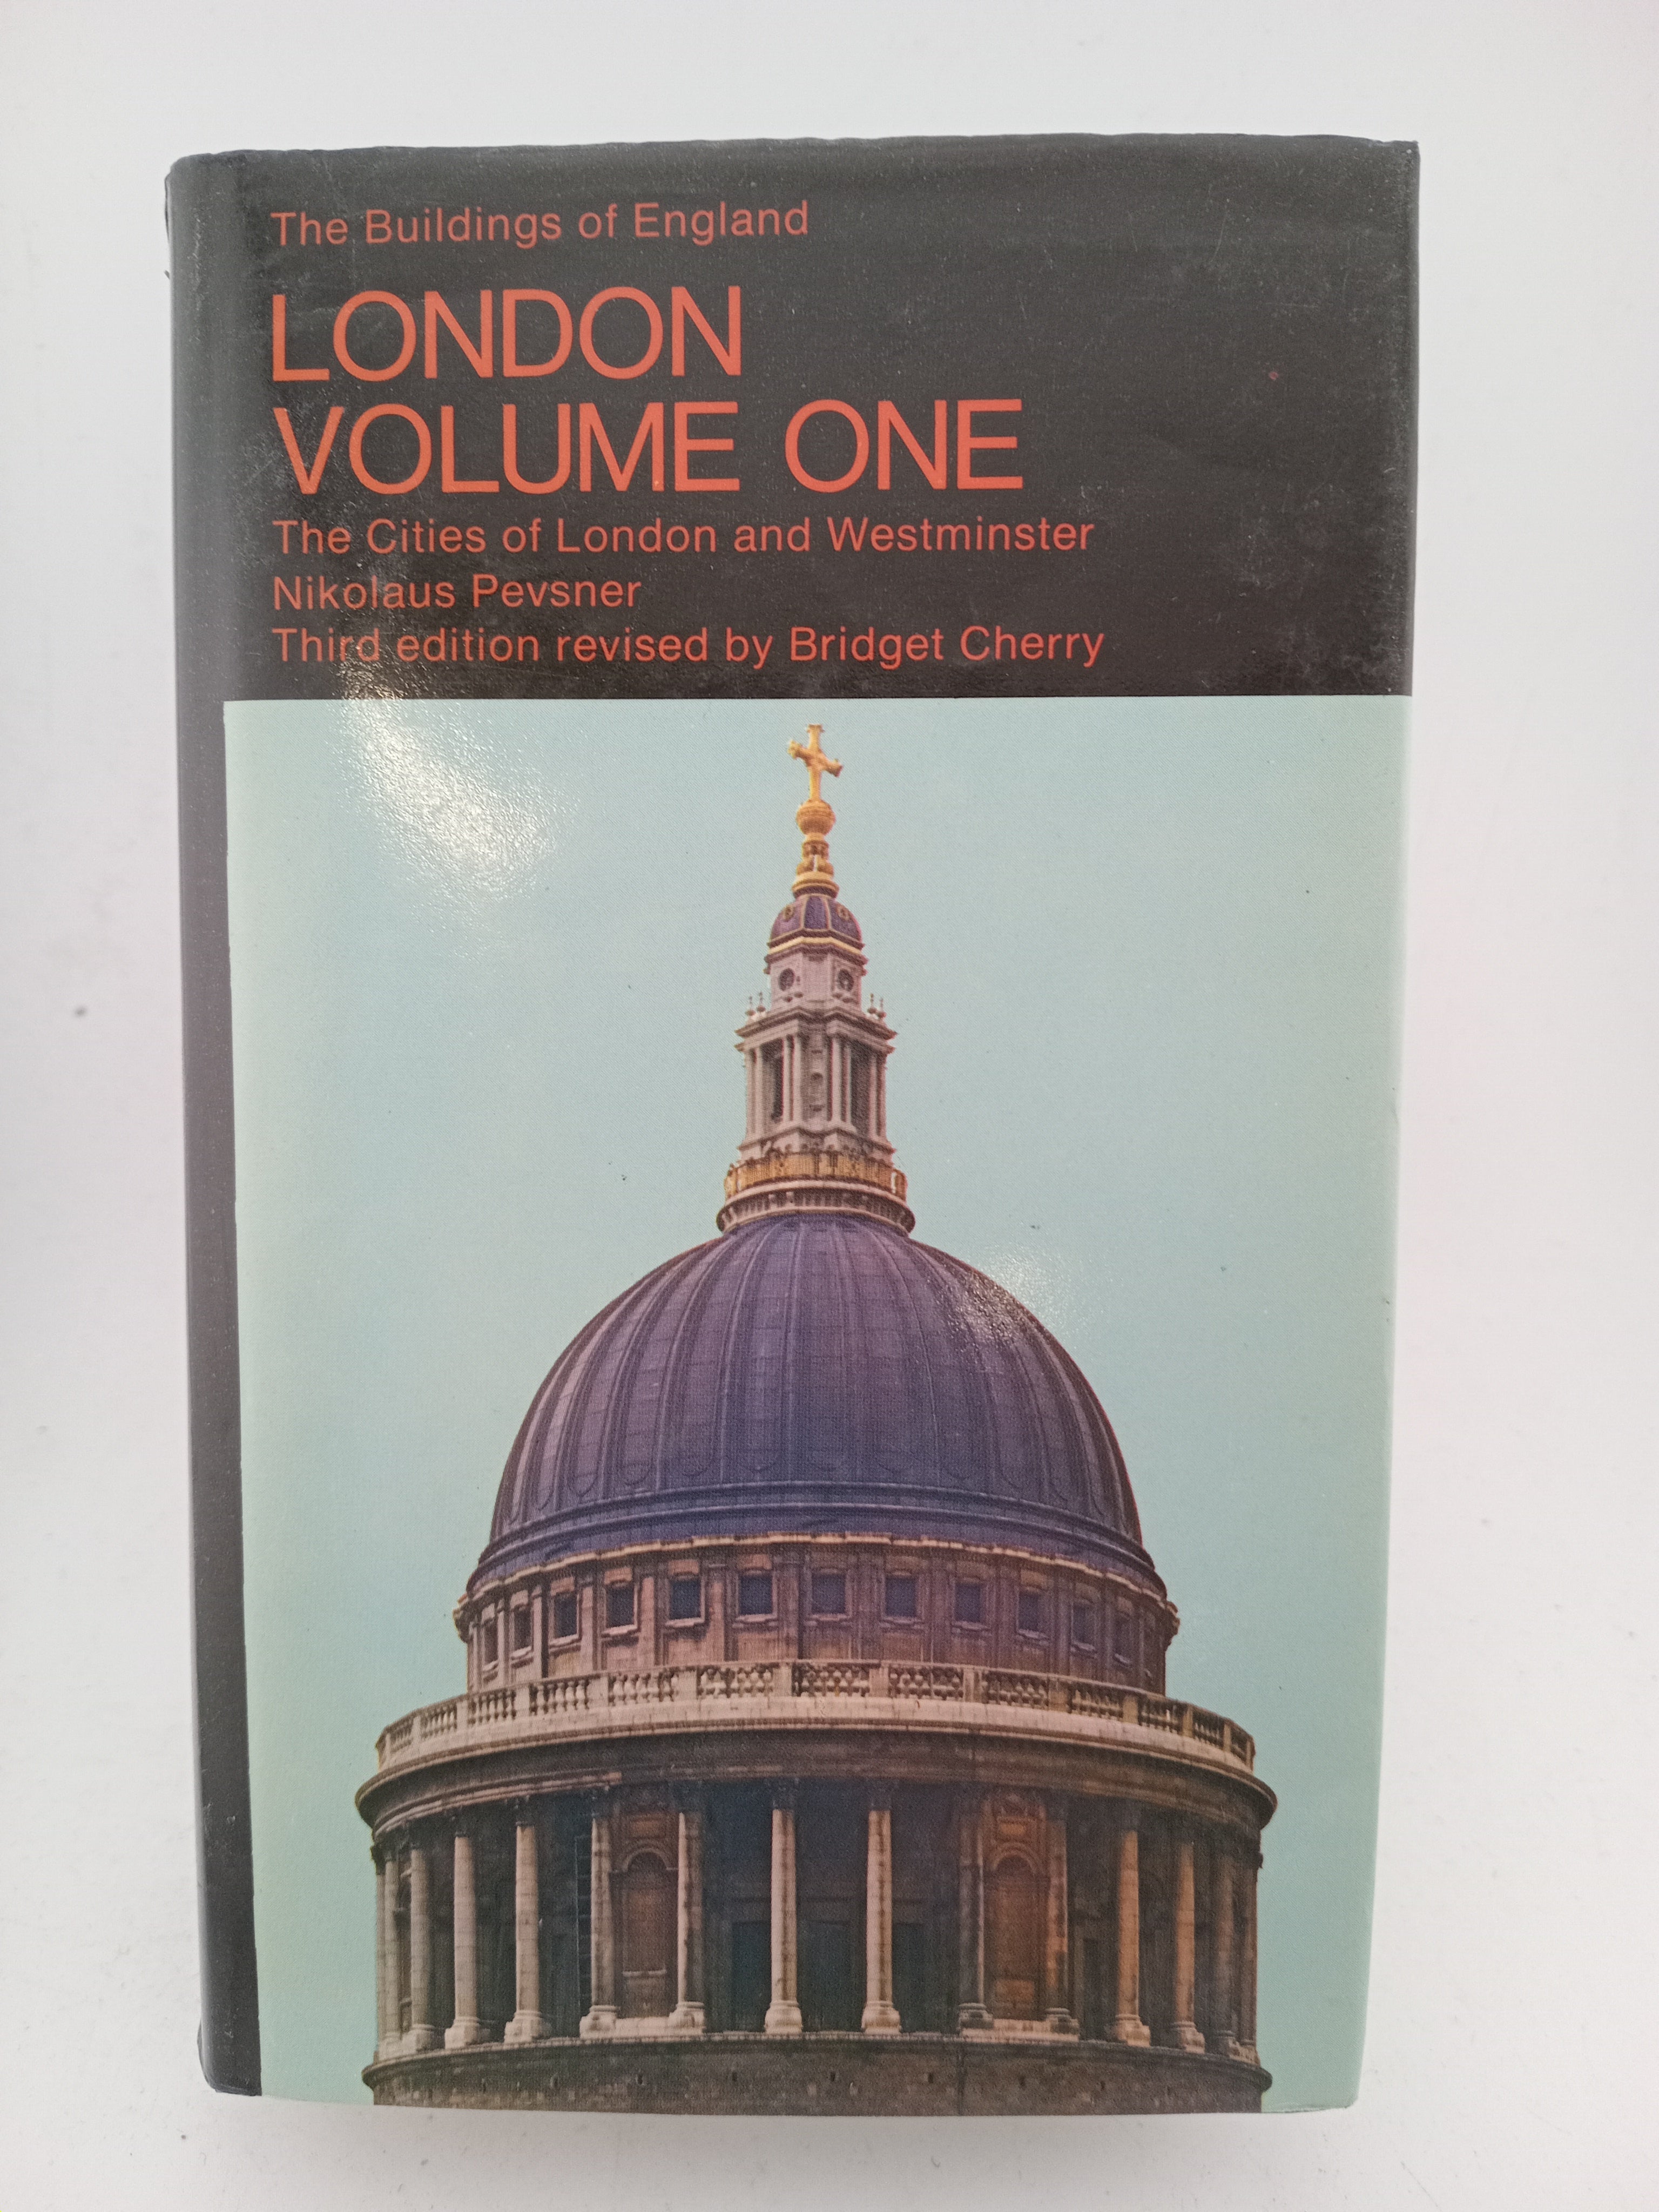 The Buildings of England
LONDON
VOLUME ONE
The Cities of London and Westminster
Nikolaus Pevsner
Third edition revised by Bridget Cherry